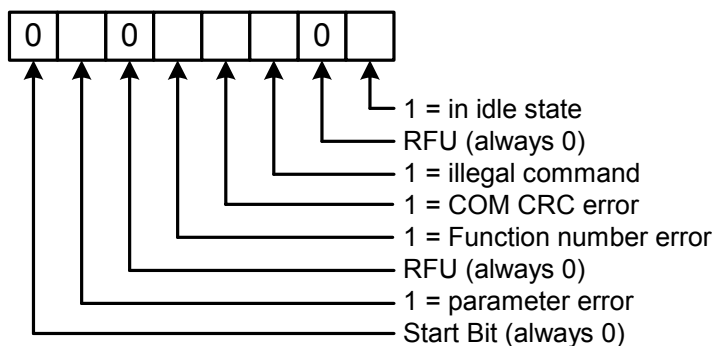 0 0 0
1 = in idle state
RFU (always 0)
1 = illegal command
1 = COM CRC error
1 = Function number error
RFU (always 0)
1 = parameter error
Start Bit (always 0)